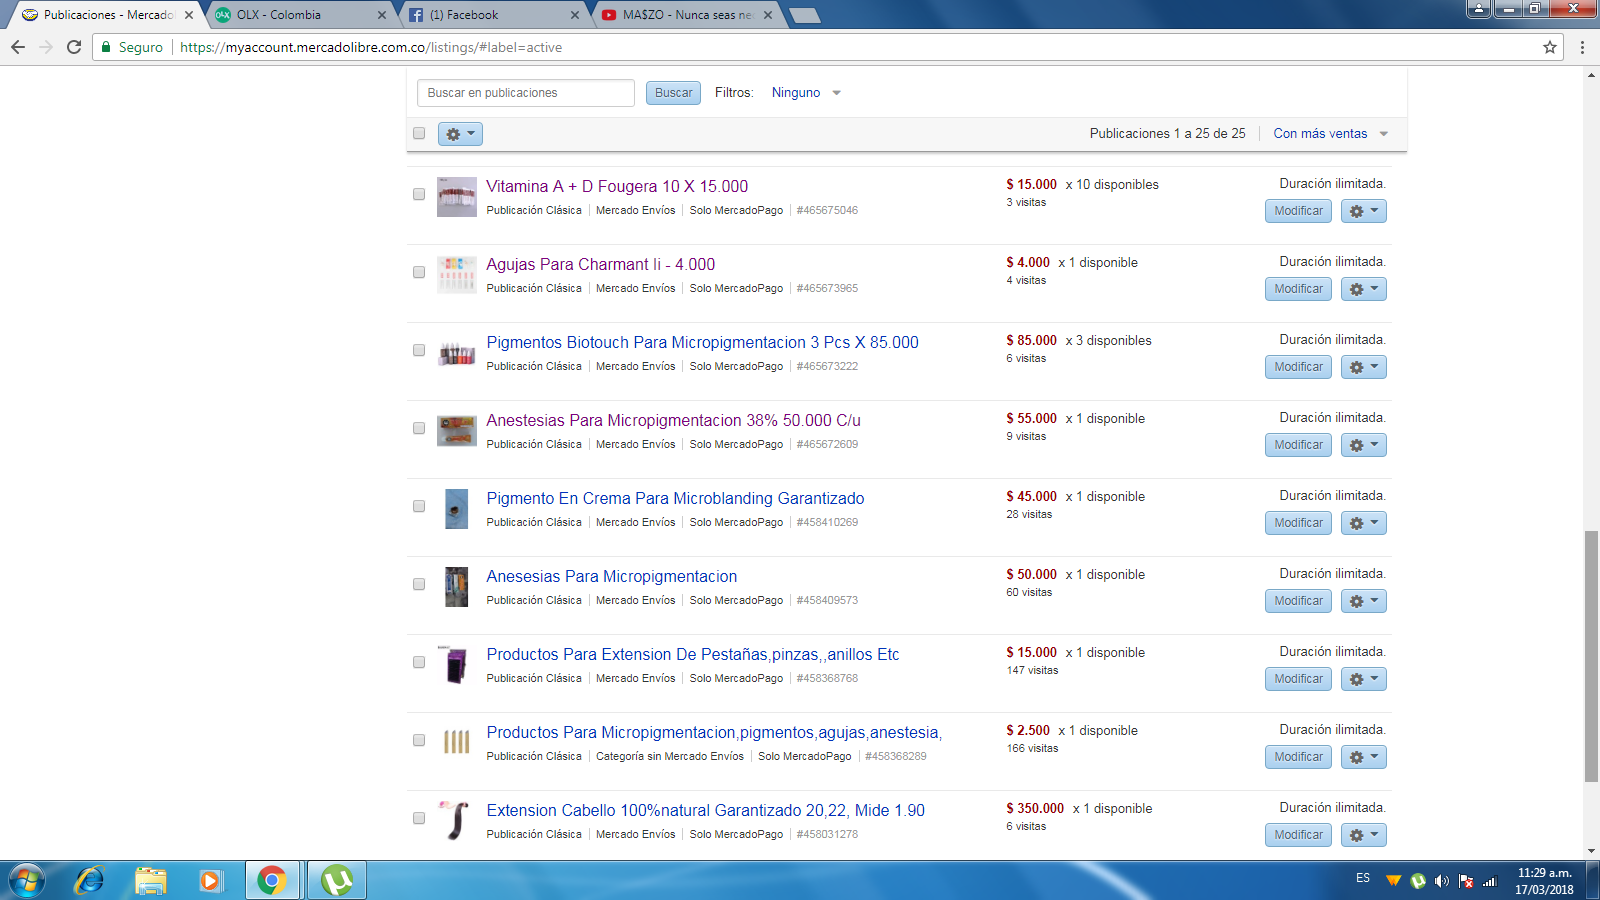 Publicaciones - Mercado
OLX - Colombia
(1) Facebook
MA$ZO - Nunca seas ne
Seguro
https://myaccount.mercadolibre.com.co/listings/#label=active
Buscar en publicaciones
Buscar
Filtros:
Ninguno
Publicaciones 1 a 25 de 25
Con más ventas
Vitamina A + D Fougera 10 X 15.000
$ 15.000 x 10 disponibles
Duración ilimitada.
Publicación Clásica | Mercado Envíos | Solo MercadoPago | #465675046
3 visitas
Modificar
Agujas Para Charmant Ii - 4.000
$ 4.000 x 1 disponible
Duración ilimitada.
Publicación Clásica | Mercado Envíos | Solo MercadoPago | #465673965
4 visitas
Modificar
Pigmentos Biotouch Para Micropigmentacion 3 Pcs X 85.000
$ 85.000 x 3 disponibles
Duración ilimitada.
Publicación Clásica | Mercado Envíos | Solo MercadoPago | #465673222
6 visitas
Modificar
Anestesias Para Micropigmentacion 38% 50.000 C/u
$ 55.000 x 1 disponible
Duración ilimitada.
Publicación Clásica | Mercado Envíos | Solo MercadoPago | #465672609
9 visitas
Modificar
Pigmento En Crema Para Microblanding Garantizado
$ 45.000 x 1 disponible
Duración ilimitada.
Publicación Clásica | Mercado Envíos | Solo MercadoPago | #458410269
28 visitas
Modificar
Anesesias Para Micropigmentacion
$ 50.000 x 1 disponible
Duración ilimitada.
Publicación Clásica | Mercado Envíos | Solo MercadoPago | #458409573
60 visitas
Modificar
Productos Para Extension De Pestañas,pinzas,,anillos Etc
$ 15.000 x 1 disponible
Duración ilimitada.
Publicación Clásica | Mercado Envíos | Solo MercadoPago | #458368768
147 visitas
Modificar
Productos Para Micropigmentacion,pigmentos,agujas,anestesia,
$ 2.500 x 1 disponible
Duración ilimitada.
Publicación Clásica | Categoría sin Mercado Envíos | Solo MercadoPago | #458368289
166 visitas
Modificar
Extension Cabello 100%natural Garantizado 20,22, Mide 1.90
$ 350.000 x 1 disponible
Duración ilimitada.
Publicación Clásica | Mercado Envíos | Solo MercadoPago | #458031278
6 visitas
Modificar
ES
11:29 a.m.
17/03/2018